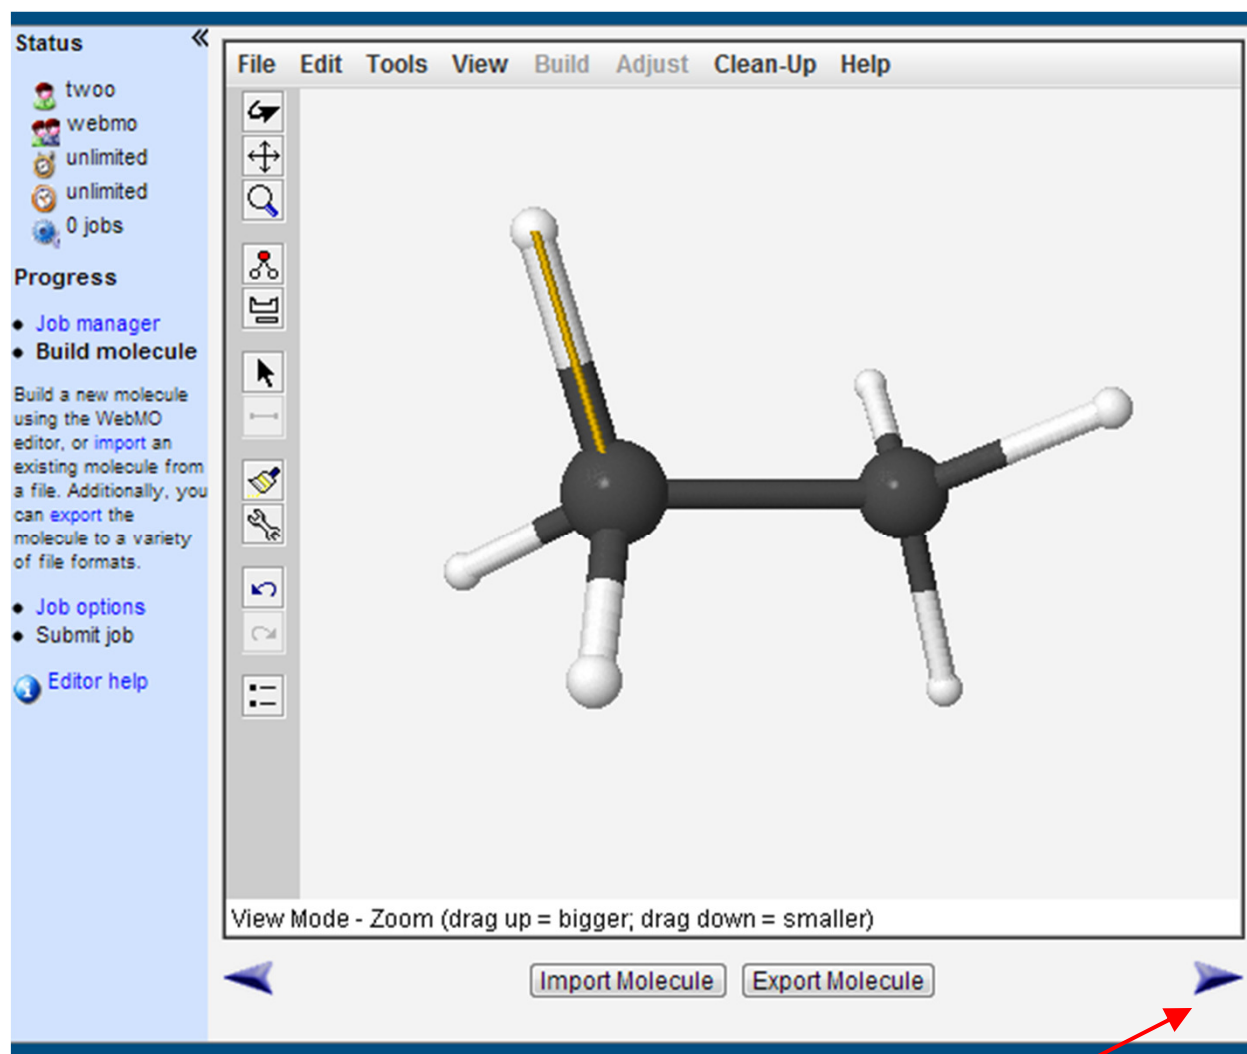 Status
twoo
webmo
unlimited
unlimited
0 jobs
Progress
Job manager
Build molecule
Build a new molecule
using the WebMO
editor, or import an
existing molecule from
a file. Additionally, you
can export the
molecule to a variety
of file formats.
Job options
Submit job
Editor help
File Edit Tools View Build Adjust Clean-Up Help
View Mode - Zoom (drag up = bigger; drag down = smaller)
Import Molecule Export Molecule